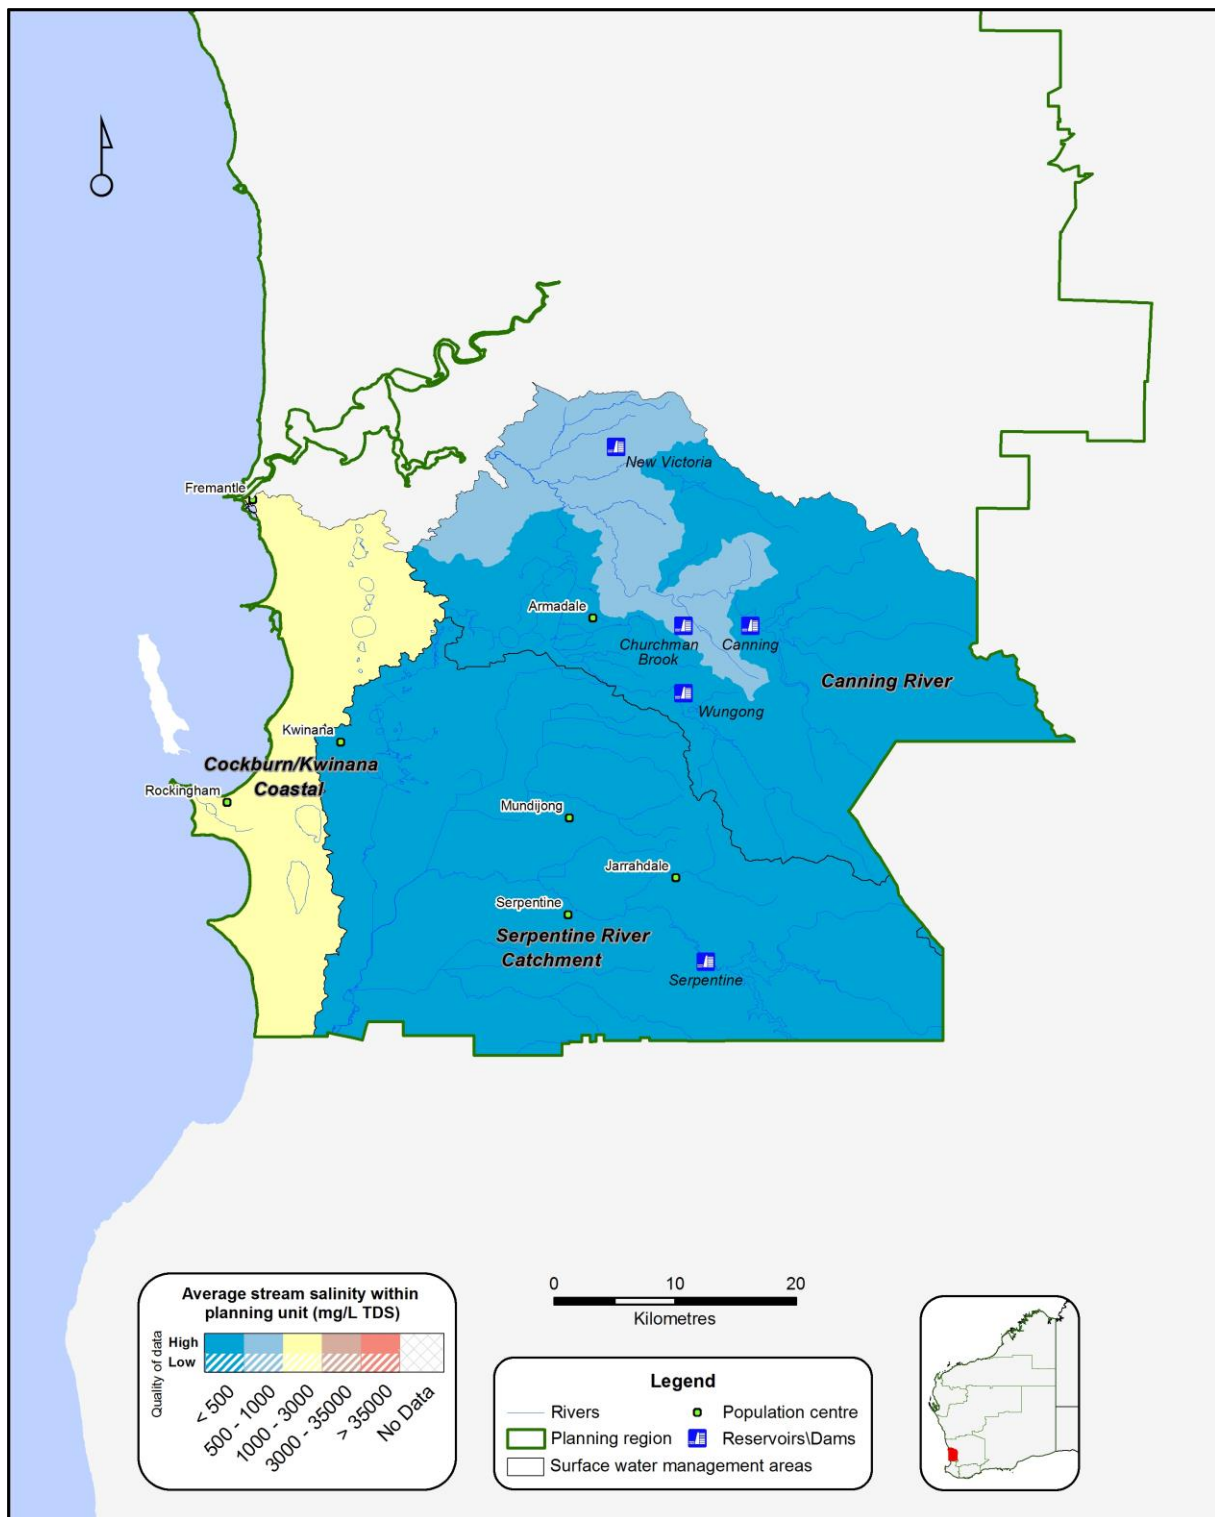 New Victoria
Fremantle
Armadale
Churchman
Brook
Canning
Canning River
Wungong
Kwinana
Cockburn/Kwinana
Coastal
Rockingham
Mundijong
Jarrahdale
Serpentine
Serpentine River
Catchment
Serpentine
Average stream salinity within
planning unit (mg/L TDS)
Quality of data
High
Low
< 500
500 - 1000
1000 - 3000
3000 - 35000
> 35000
No Data
0 10 20
Kilometres
Legend
Rivers
Population centre
Planning region
Reservoirs\Dams
Surface water management areas